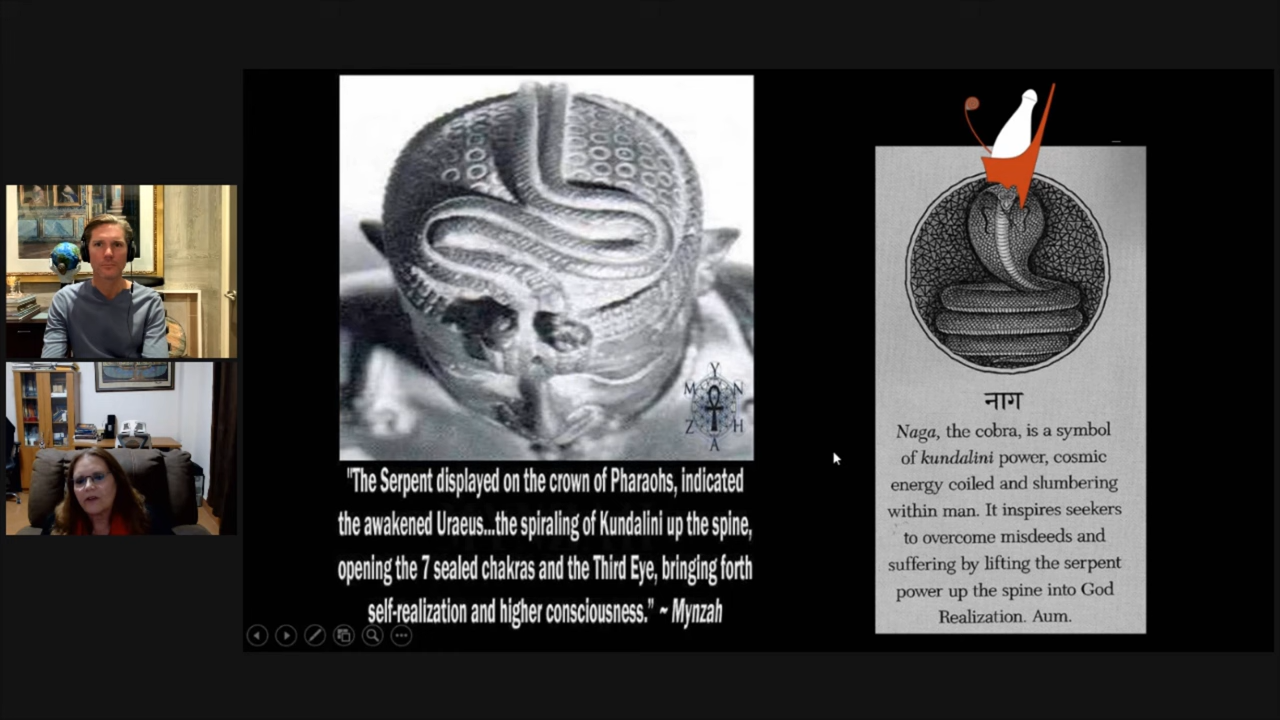 "The Serpent displayed on the crown of Pharaohs, indicated
the awakened Uraeus...the spiraling of Kundalini up the spine,
opening the 7 sealed chakras and the Third Eye, bringing forth
self-realization and higher consciousness." ~ Mynzah
M Y N
Z A H
नाग
Naga, the cobra, is a symbol
of kundalini power, cosmic
energy coiled and slumbering
within man. It inspires seekers
to overcome misdeeds and
suffering by lifting the serpent
power up the spine into God
Realization. Aum.